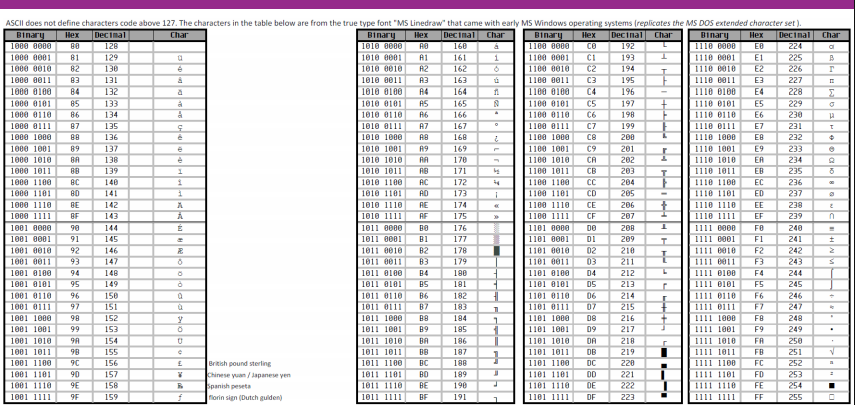 ASCII does not define characters code above 127. The characters in the table below are from the true type font "MS Linedraw" that came with early MS Windows operating systems (replicates the MS DOS extended character set ).
Binary Hex Decimal Char Binary Hex Decimal Char Binary Hex Decimal Char Binary Hex Decimal Char
1000 0000 80 128 1010 0000 A0 160 á 1100 0000 C0 192 └ 1110 0000 E0 224 α
1000 0001 81 129 ü 1010 0001 A1 161 í 1100 0001 C1 193 ┴ 1110 0001 E1 225 ß
1000 0010 82 130 é 1010 0010 A2 162 ó 1100 0010 C2 194 ┬ 1110 0010 E2 226 Γ
1000 0011 83 131 â 1010 0011 A3 163 ú 1100 0011 C3 195 ├ 1110 0011 E3 227 π
1000 0100 84 132 ä 1010 0100 A4 164 ñ 1100 0100 C4 196 ─ 1110 0100 E4 228 Σ
1000 0101 85 133 à 1010 0101 A5 165 Ñ 1100 0101 C5 197 ┼ 1110 0101 E5 229 σ
1000 0110 86 134 å 1010 0110 A6 166 ª 1100 0110 C6 198 ╞ 1110 0110 E6 230 µ
1000 0111 87 135 ç 1010 0111 A7 167 º 1100 0111 C7 199 ╟ 1110 0111 E7 231 τ
1000 1000 88 136 ê 1010 1000 A8 168 ¿ 1100 1000 C8 200 ╚ 1110 1000 E8 232 Φ
1000 1001 89 137 ë 1010 1001 A9 169 ⌐ 1100 1001 C9 201 ╔ 1110 1001 E9 233 Θ
1000 1010 8A 138 è 1010 1010 AA 170 ¬ 1100 1010 CA 202 ╩ 1110 1010 EA 234 Ω
1000 1011 8B 139 ï 1010 1011 AB 171 ½ 1100 1011 CB 203 ╦ 1110 1011 EB 235 δ
1000 1100 8C 140 î 1010 1100 AC 172 ¼ 1100 1100 CC 204 ╠ 1110 1100 EC 236 ∞
1000 1101 8D 141 ì 1010 1101 AD 173 ¡ 1100 1101 CD 205 ═ 1110 1101 ED 237 ø
1000 1110 8E 142 Ä 1010 1110 AE 174 « 1100 1110 CE 206 ╬ 1110 1110 EE 238 ε
1000 1111 8F 143 Å 1010 1111 AF 175 » 1100 1111 CF 207 ╧ 1110 1111 EF 239 ∩
1001 0000 90 144 É 1011 0000 B0 176 ░ 1101 0000 D0 208 ╨ 1111 0000 F0 240 ≡
1001 0001 91 145 æ 1011 0001 B1 177 ▒ 1101 0001 D1 209 ╤ 1111 0001 F1 241 ±
1001 0010 92 146 Æ 1011 0010 B2 178 ▓ 1101 0010 D2 210 ╥ 1111 0010 F2 242 ≥
1001 0011 93 147 ô 1011 0011 B3 179 │ 1101 0011 D3 211 ╙ 1111 0011 F3 243 ≤
1001 0100 94 148 ö 1011 0100 B4 180 ┤ 1101 0100 D4 212 ╘ 1111 0100 F4 244 ⌠
1001 0101 95 149 ò 1011 0101 B5 181 ╡ 1101 0101 D5 213 ╒ 1111 0101 F5 245 ⌡
1001 0110 96 150 û 1011 0110 B6 182 ╢ 1101 0110 D6 214 ╓ 1111 0110 F6 246 ÷
1001 0111 97 151 ù 1011 0111 B7 183 ╖ 1101 0111 D7 215 ╫ 1111 0111 F7 247 ≈
1001 1000 98 152 ÿ 1011 1000 B8 184 ╕ 1101 1000 D8 216 ╪ 1111 1000 F8 248 °
1001 1001 99 153 Ö 1011 1001 B9 185 ╣ 1101 1001 D9 217 ┘ 1111 1001 F9 249 •
1001 1010 9A 154 Ü 1011 1010 BA 186 ║ 1101 1010 DA 218 ┌ 1111 1010 FA 250 ·
1001 1011 9B 155 ¢ 1011 1011 BB 187 ╗ 1101 1011 DB 219 █ 1111 1011 FB 251 √
1001 1100 9C 156 £ British pound sterling 1011 1100 BC 188 ╝ 1101 1100 DC 220 ▄ 1111 1100 FC 252 ⁿ
1001 1101 9D 157 ¥ Chinese yuan / Japanese yen 1011 1101 BD 189 ╜ 1101 1101 DD 221 ▌ 1111 1101 FD 253 ²
1001 1110 9E 158 ₧ Spanish peseta 1011 1110 BE 190 ╛ 1101 1110 DE 222 ▐ 1111 1110 FE 254 ■
1001 1111 9F 159 ƒ florin sign (Dutch gulden) 1011 1111 BF 191 ┐ 1101 1111 DF 223 ▀ 1111 1111 FF 255 □